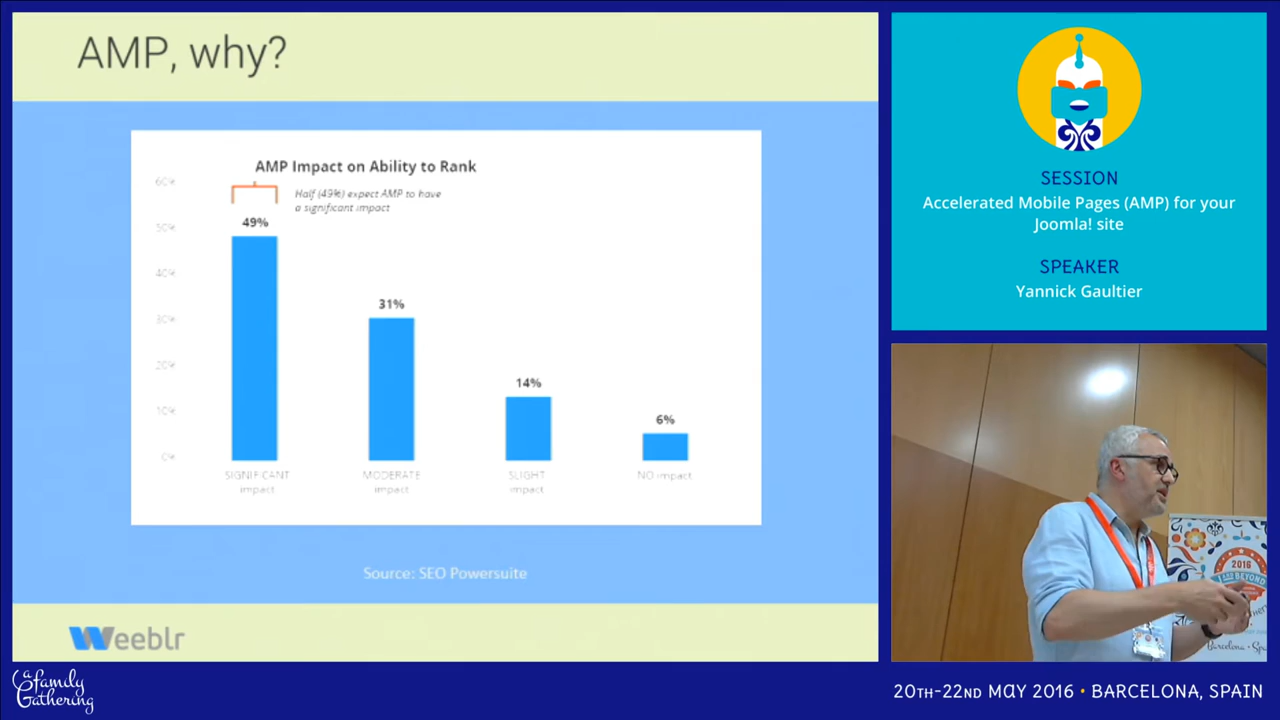 AMP, why?
AMP Impact on Ability to Rank
Half (49%) expect AMP to have
a significant impact
60%
50%
40%
30%
20%
10%
0%
49%
31%
14%
6%
SIGNIFICANT
impact
MODERATE
impact
SLIGHT
impact
NO impact
Source: SEO Powersuite
Weeblr
SESSION
Accelerated Mobile Pages (AMP) for your
Joomla! site
SPEAKER
Yannick Gaultier
2016
BEYOND
Barcelona
a
family
Gathering
20TH-22ND MAY 2016 • BARCELONA, SPAIN